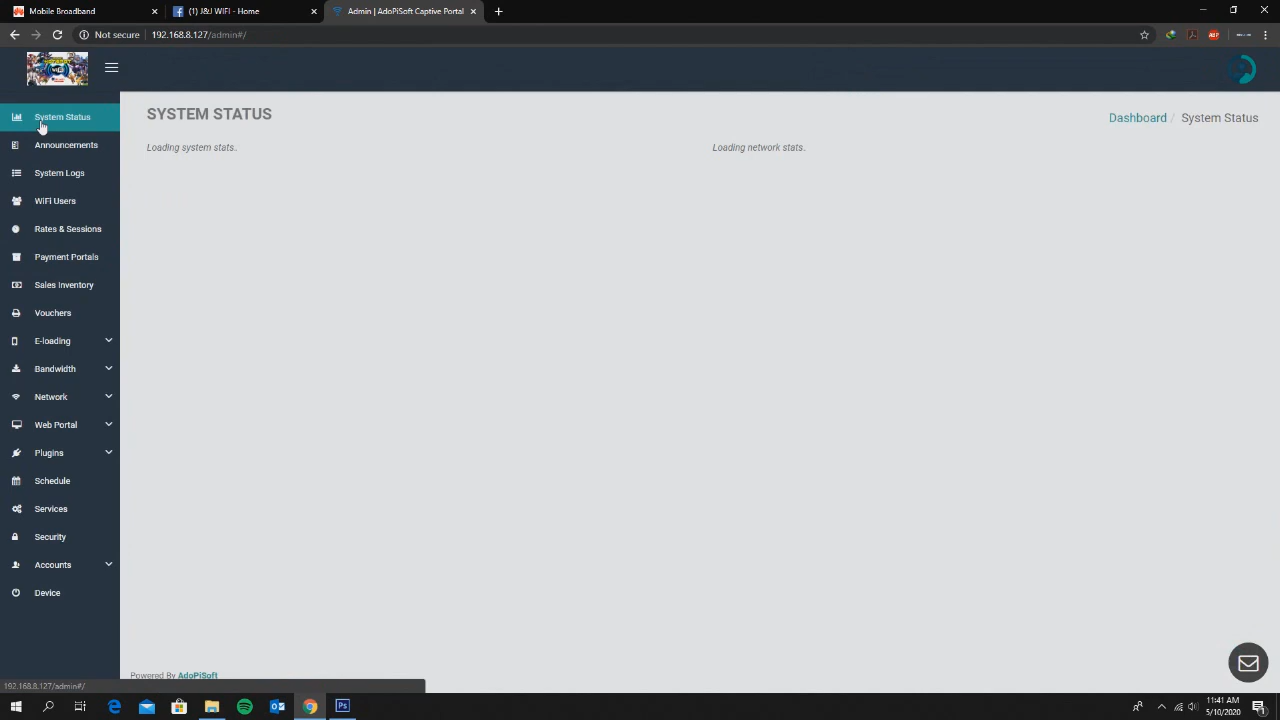 Mobile Broadband
(1) J&J WiFi - Home
Admin | AdoPiSoft Captive Portal
Not secure
192.168.8.127/admin#/
System Status
Announcements
System Logs
WiFi Users
Rates & Sessions
Payment Portals
Sales Inventory
Vouchers
E-loading
Bandwidth
Network
Web Portal
Plugins
Schedule
Services
Security
Accounts
Device
SYSTEM STATUS
Dashboard / System Status
Loading system stats..
Loading network stats..
Powered By AdoPiSoft
192.168.8.127/admin#/
Ps
11:41 AM
5/10/2020